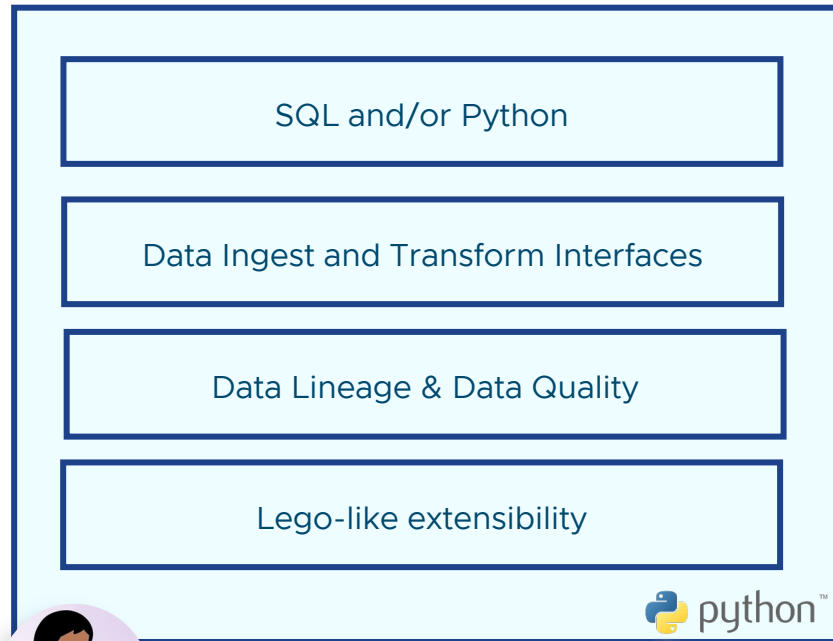 SQL and/or Python
Data Ingest and Transform Interfaces
Data Lineage & Data Quality
Lego-like extensibility
python™